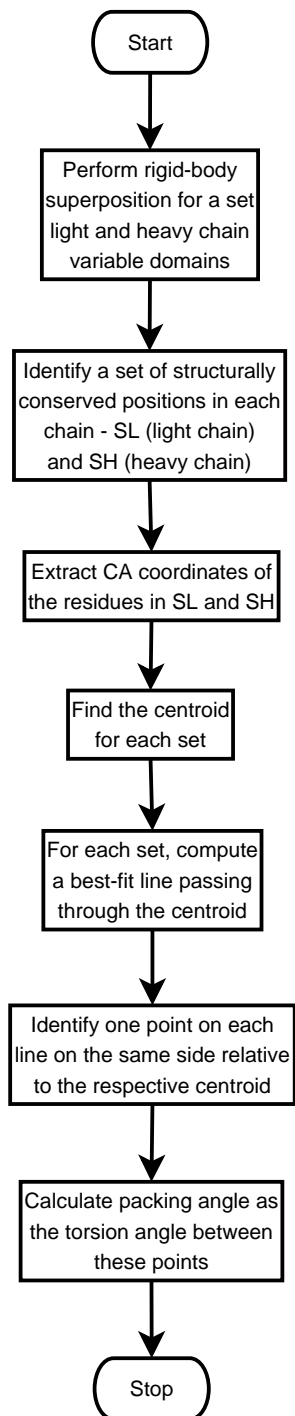 Start
Perform rigid-body
superposition for a set
light and heavy chain
variable domains
Identify a set of structurally
conserved positions in each
chain - SL (light chain)
and SH (heavy chain)
Extract CA coordinates of
the residues in SL and SH
Find the centroid
for each set
For each set, compute
a best-fit line passing
through the centroid
Identify one point on each
line on the same side relative
to the respective centroid
Calculate packing angle as
the torsion angle between
these points
Stop